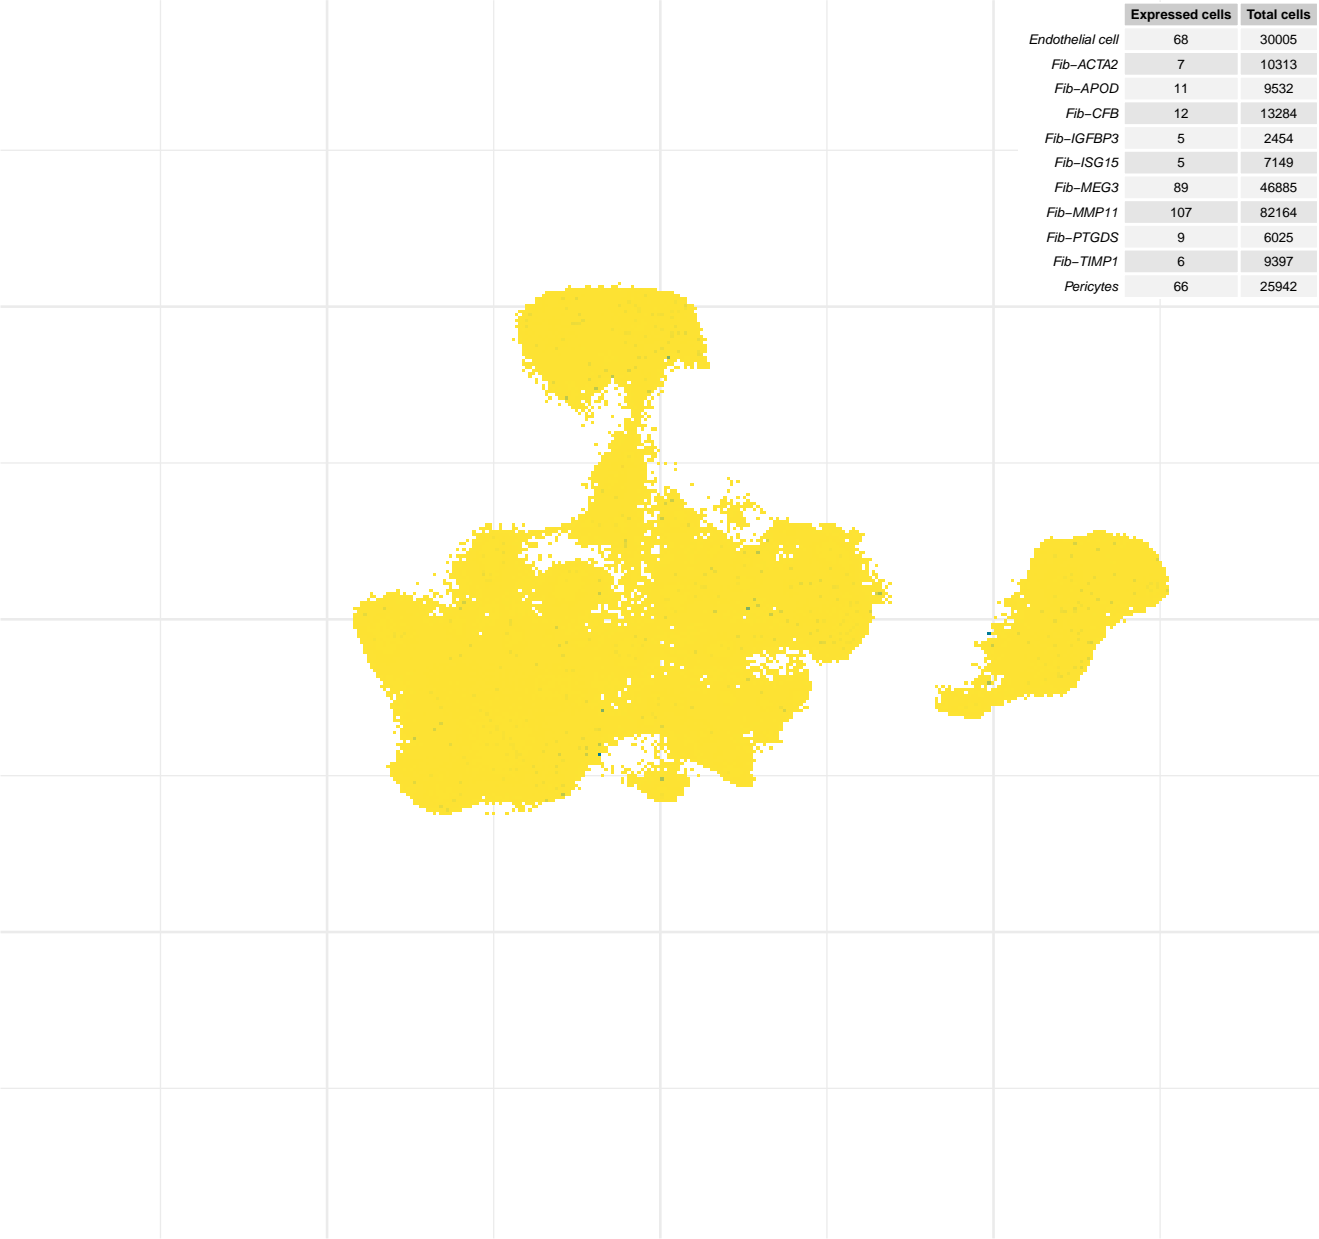 Expressed cells Total cells
Endothelial cell 68 30005
Fib−ACTA2 7 10313
Fib−APOD 11 9532
Fib−CFB 12 13284
Fib−IGFBP3 5 2454
Fib−ISG15 5 7149
Fib−MEG3 89 46885
Fib−MMP11 107 82164
Fib−PTGDS 9 6025
Fib−TIMP1 6 9397
Pericytes 66 25942